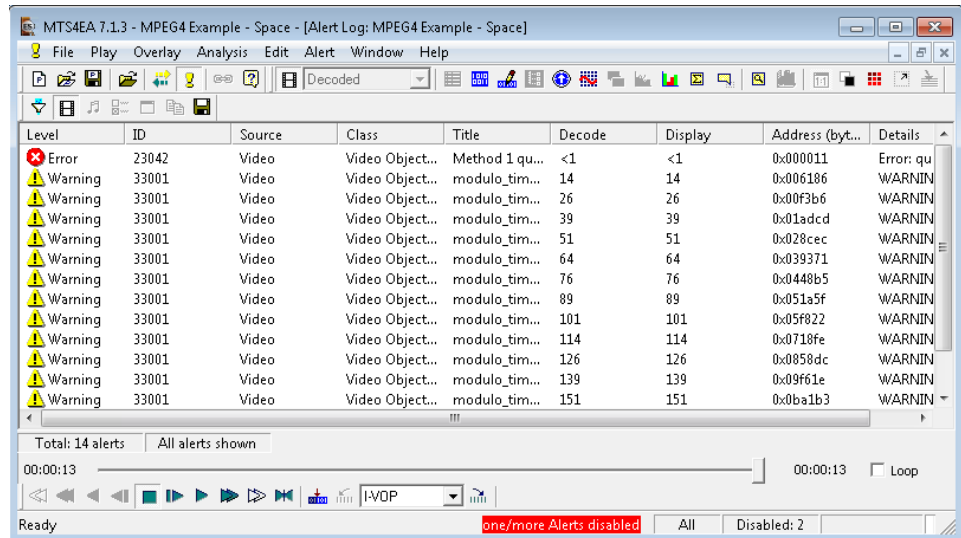 MTS4EA 7.1.3 - MPEG4 Example - Space - [Alert Log: MPEG4 Example - Space]
File Play Overlay Analysis Edit Alert Window Help
Decoded
Level ID Source Class Title Decode Display Address (byt... Details
Error 23042 Video Video Object... Method 1 qu... <1 <1 0x000011 Error: qu
Warning 33001 Video Video Object... modulo_tim... 14 14 0x006186 WARNIN
Warning 33001 Video Video Object... modulo_tim... 26 26 0x00f3b6 WARNIN
Warning 33001 Video Video Object... modulo_tim... 39 39 0x01adcd WARNIN
Warning 33001 Video Video Object... modulo_tim... 51 51 0x028cec WARNIN
Warning 33001 Video Video Object... modulo_tim... 64 64 0x039371 WARNIN
Warning 33001 Video Video Object... modulo_tim... 76 76 0x0448b5 WARNIN
Warning 33001 Video Video Object... modulo_tim... 89 89 0x051a5f WARNIN
Warning 33001 Video Video Object... modulo_tim... 101 101 0x05f822 WARNIN
Warning 33001 Video Video Object... modulo_tim... 114 114 0x0718fe WARNIN
Warning 33001 Video Video Object... modulo_tim... 126 126 0x0858dc WARNIN
Warning 33001 Video Video Object... modulo_tim... 139 139 0x09f61e WARNIN
Warning 33001 Video Video Object... modulo_tim... 151 151 0x0ba1b3 WARNIN
Total: 14 alerts All alerts shown
00:00:13 00:00:13 Loop
I-VOP
Ready one/more Alerts disabled All Disabled: 2